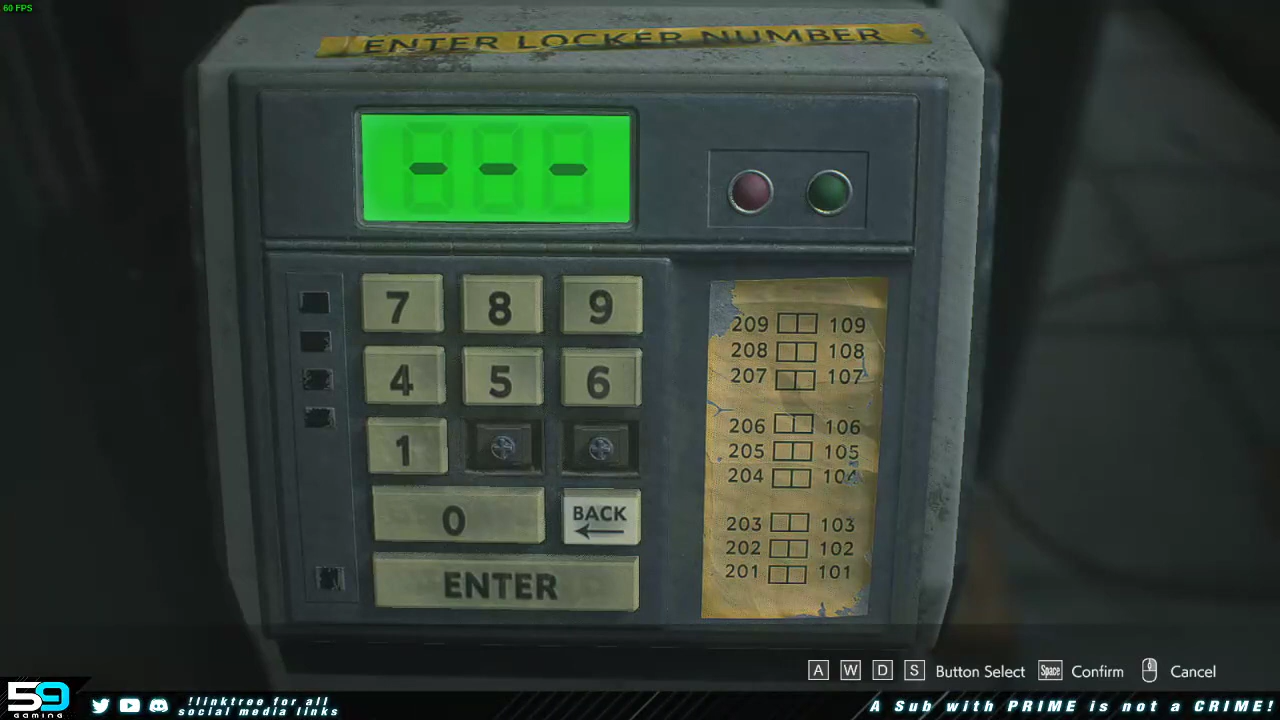 60 FPS
ENTER LOCKER NUMBER
- - -
7 8 9
4 5 6
1
0 BACK
ENTER
209 109
208 108
207 107
206 106
205 105
204 104
203 103
202 102
201 101
A W D S Button Select Space Confirm Cancel
59
gaming
!linktree for all
social media links
A Sub with PRIME is not a CRIME!